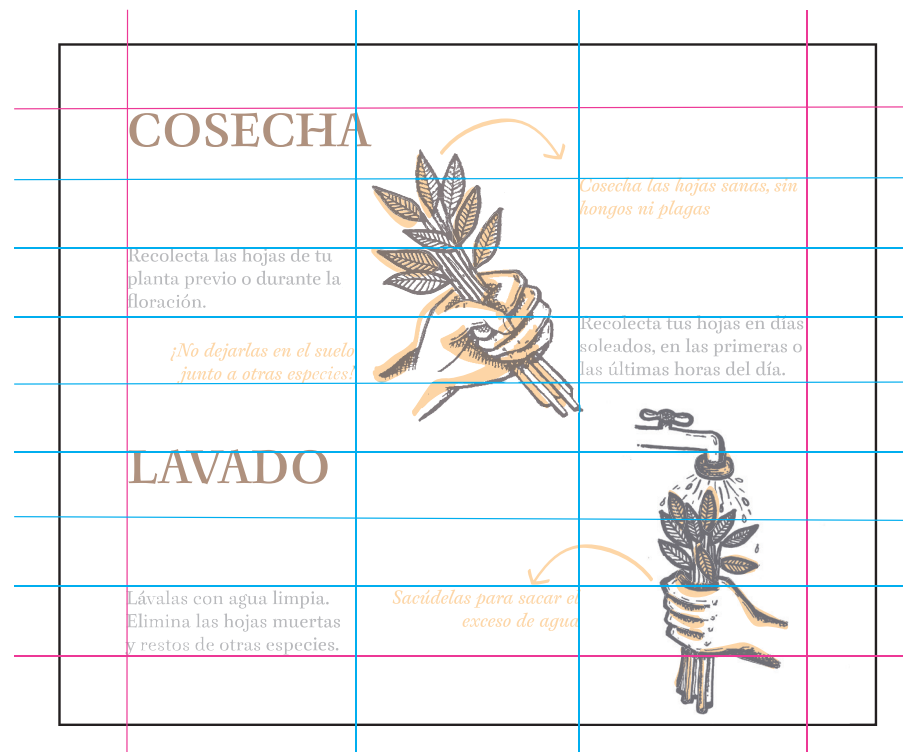 COSECHA
Cosecha las hojas sanas, sin
hongos ni plagas
Recolecta las hojas de tu
planta previo o durante la
floración.
Recolecta tus hojas en días
soleados, en las primeras o
las últimas horas del día.
¡No dejarlas en el suelo
junto a otras especies!
LAVADO
Lávalas con agua limpia.
Elimina las hojas muertas
y restos de otras especies.
Sacúdelas para sacar el
exceso de agua